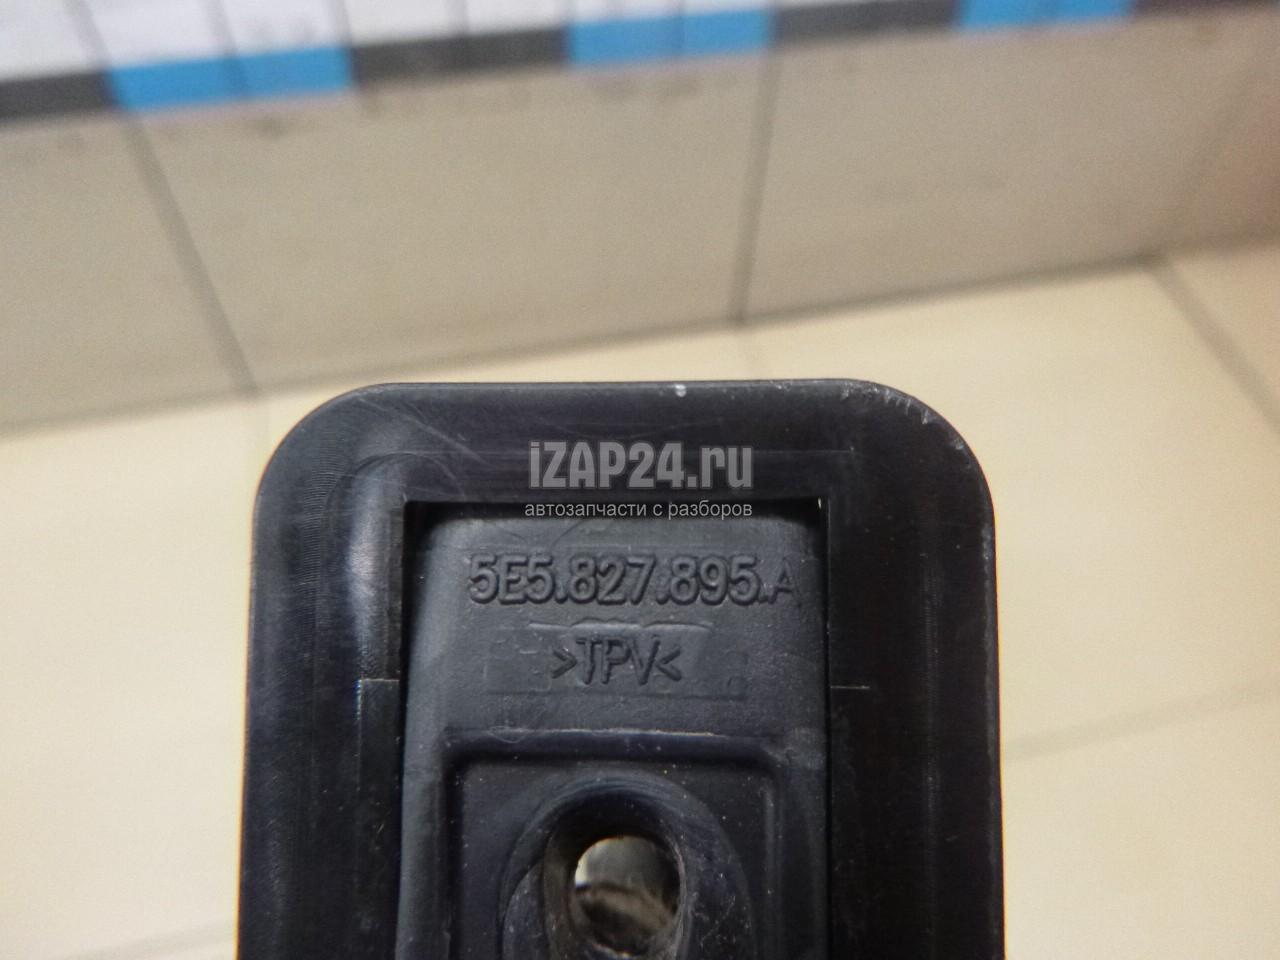 iZAP24.ru
автозапчасти с разборов
5E5.827.895.A
>TPV<